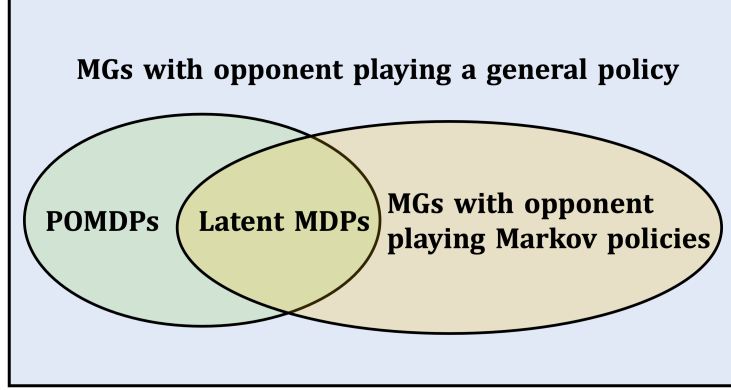 MGs with opponent playing a general policy
POMDPs
Latent MDPs
MGs with opponent
playing Markov policies